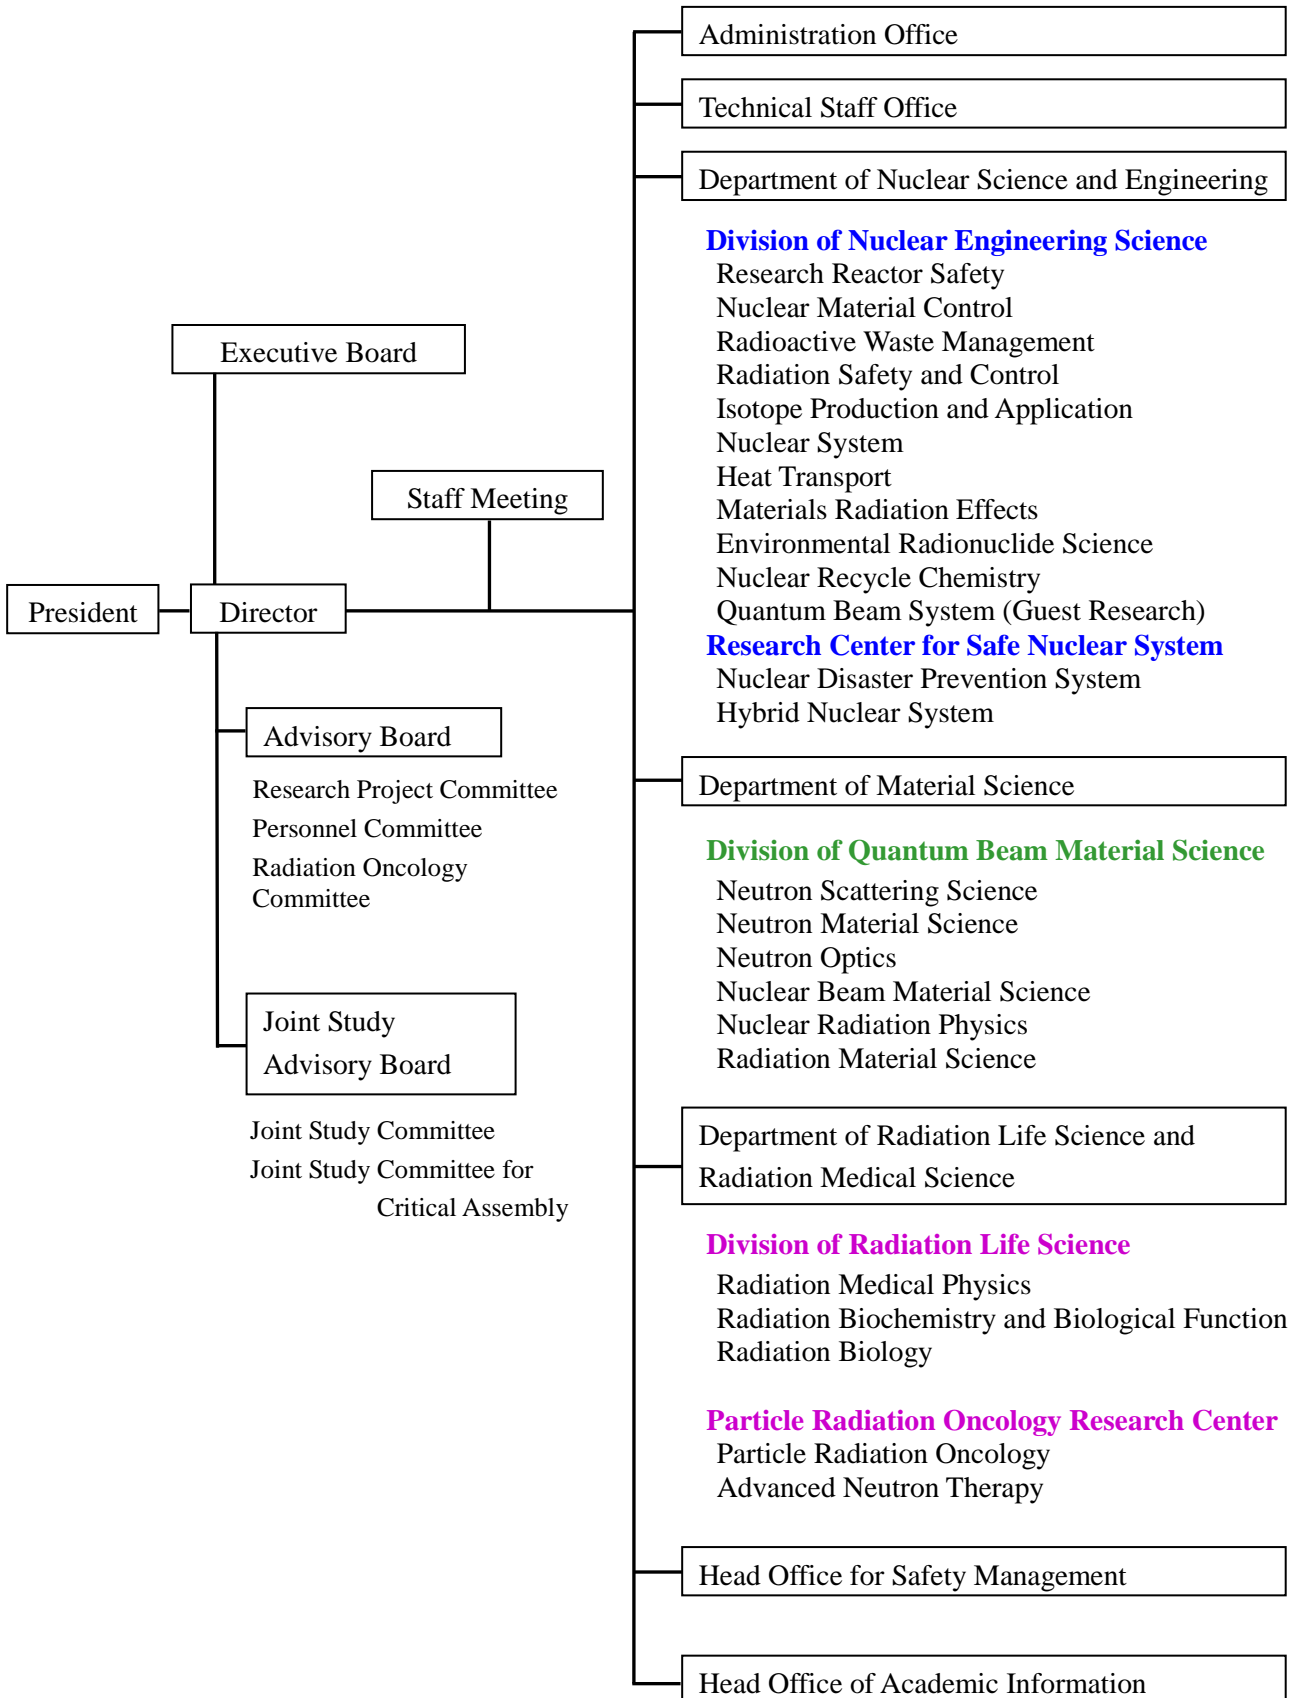 President
Director
Executive Board
Staff Meeting
Advisory Board
Research Project Committee
Personnel Committee
Radiation Oncology
Committee
Joint Study
Advisory Board
Joint Study Committee
Joint Study Committee for
Critical Assembly
Administration Office
Technical Staff Office
Department of Nuclear Science and Engineering
Division of Nuclear Engineering Science
Research Reactor Safety
Nuclear Material Control
Radioactive Waste Management
Radiation Safety and Control
Isotope Production and Application
Nuclear System
Heat Transport
Materials Radiation Effects
Environmental Radionuclide Science
Nuclear Recycle Chemistry
Quantum Beam System (Guest Research)
Research Center for Safe Nuclear System
Nuclear Disaster Prevention System
Hybrid Nuclear System
Department of Material Science
Division of Quantum Beam Material Science
Neutron Scattering Science
Neutron Material Science
Neutron Optics
Nuclear Beam Material Science
Nuclear Radiation Physics
Radiation Material Science
Department of Radiation Life Science and
Radiation Medical Science
Division of Radiation Life Science
Radiation Medical Physics
Radiation Biochemistry and Biological Function
Radiation Biology
Particle Radiation Oncology Research Center
Particle Radiation Oncology
Advanced Neutron Therapy
Head Office for Safety Management
Head Office of Academic Information